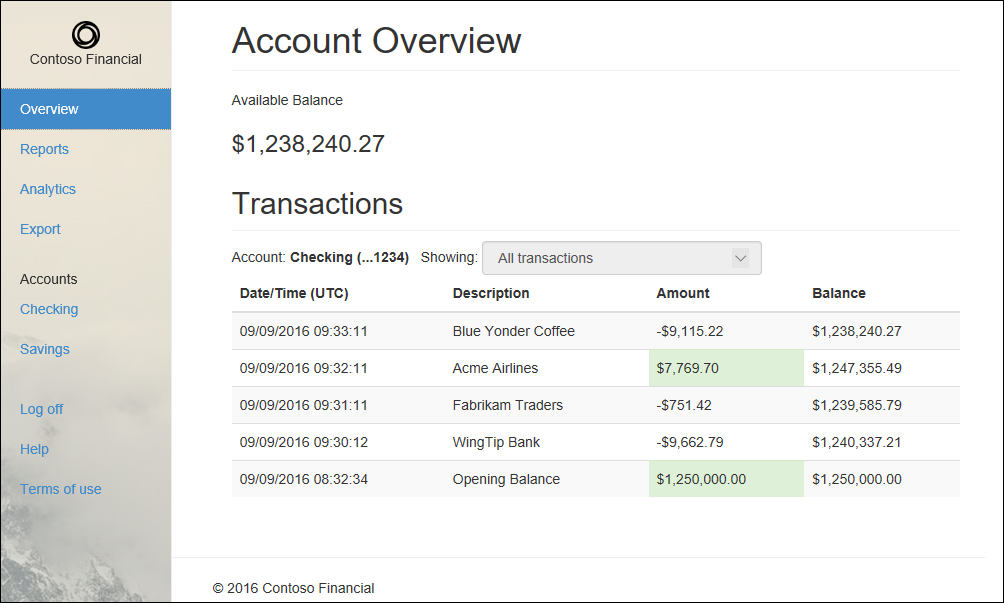 Contoso Financial
Overview
Reports
Analytics
Export
Accounts
Checking
Savings
Log off
Help
Terms of use
Account Overview
Available Balance
$1,238,240.27
Transactions
Account: Checking (...1234) Showing: All transactions
Date/Time (UTC) Description Amount Balance
09/09/2016 09:33:11 Blue Yonder Coffee -$9,115.22 $1,238,240.27
09/09/2016 09:32:11 Acme Airlines $7,769.70 $1,247,355.49
09/09/2016 09:31:11 Fabrikam Traders -$751.42 $1,239,585.79
09/09/2016 09:30:12 WingTip Bank -$9,662.79 $1,240,337.21
09/09/2016 08:32:34 Opening Balance $1,250,000.00 $1,250,000.00
© 2016 Contoso Financial